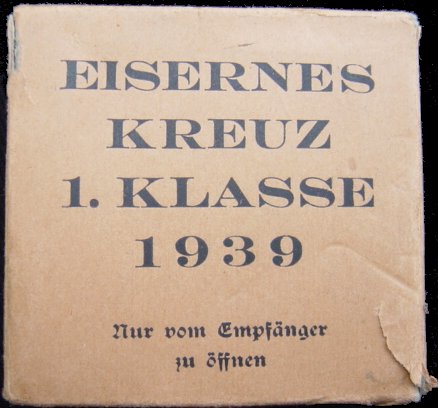 EISERNES
KREUZ
1. KLASSE
1939
Nur vom Empfänger
zu öffnen